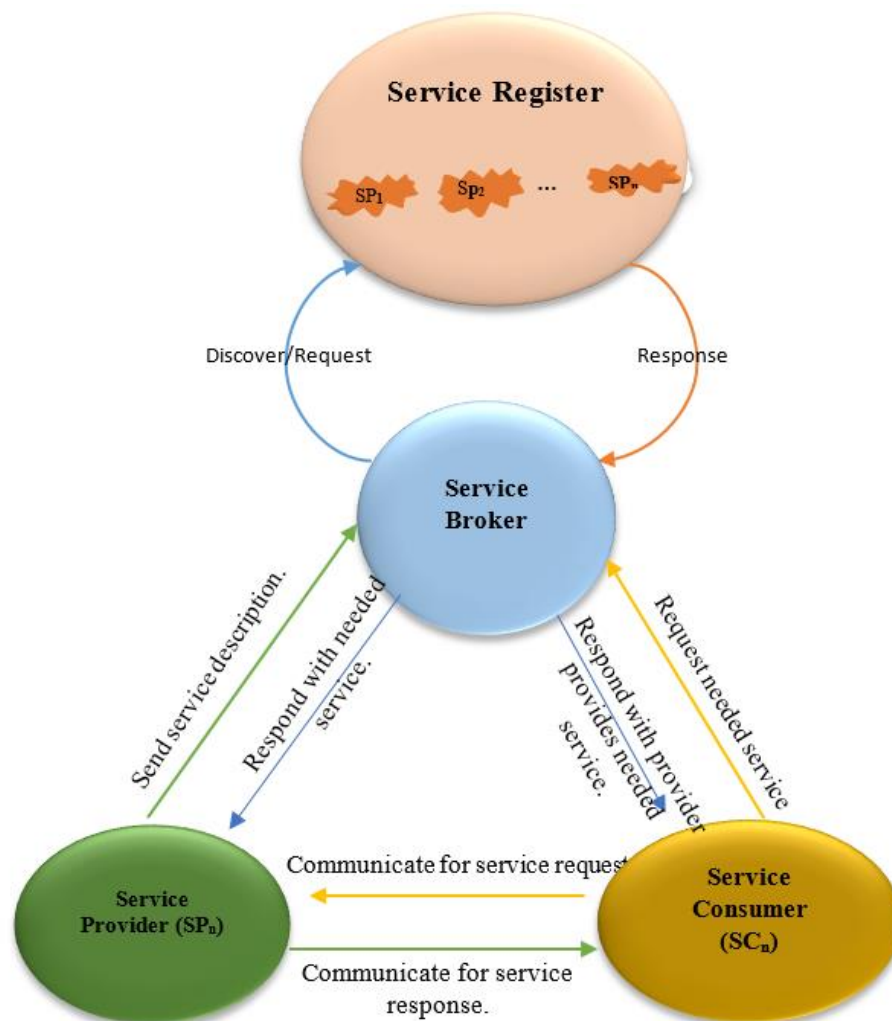 Service Register
SP1
Sp2
...
SPn
Discover/Request
Response
Service
Broker
Send service description.
Respond with needed
service.
Respond with provider
provides needed
service.
Request needed service
Communicate for service request
Service
Provider (SPn)
Service
Consumer
(SCn)
Communicate for service
response.